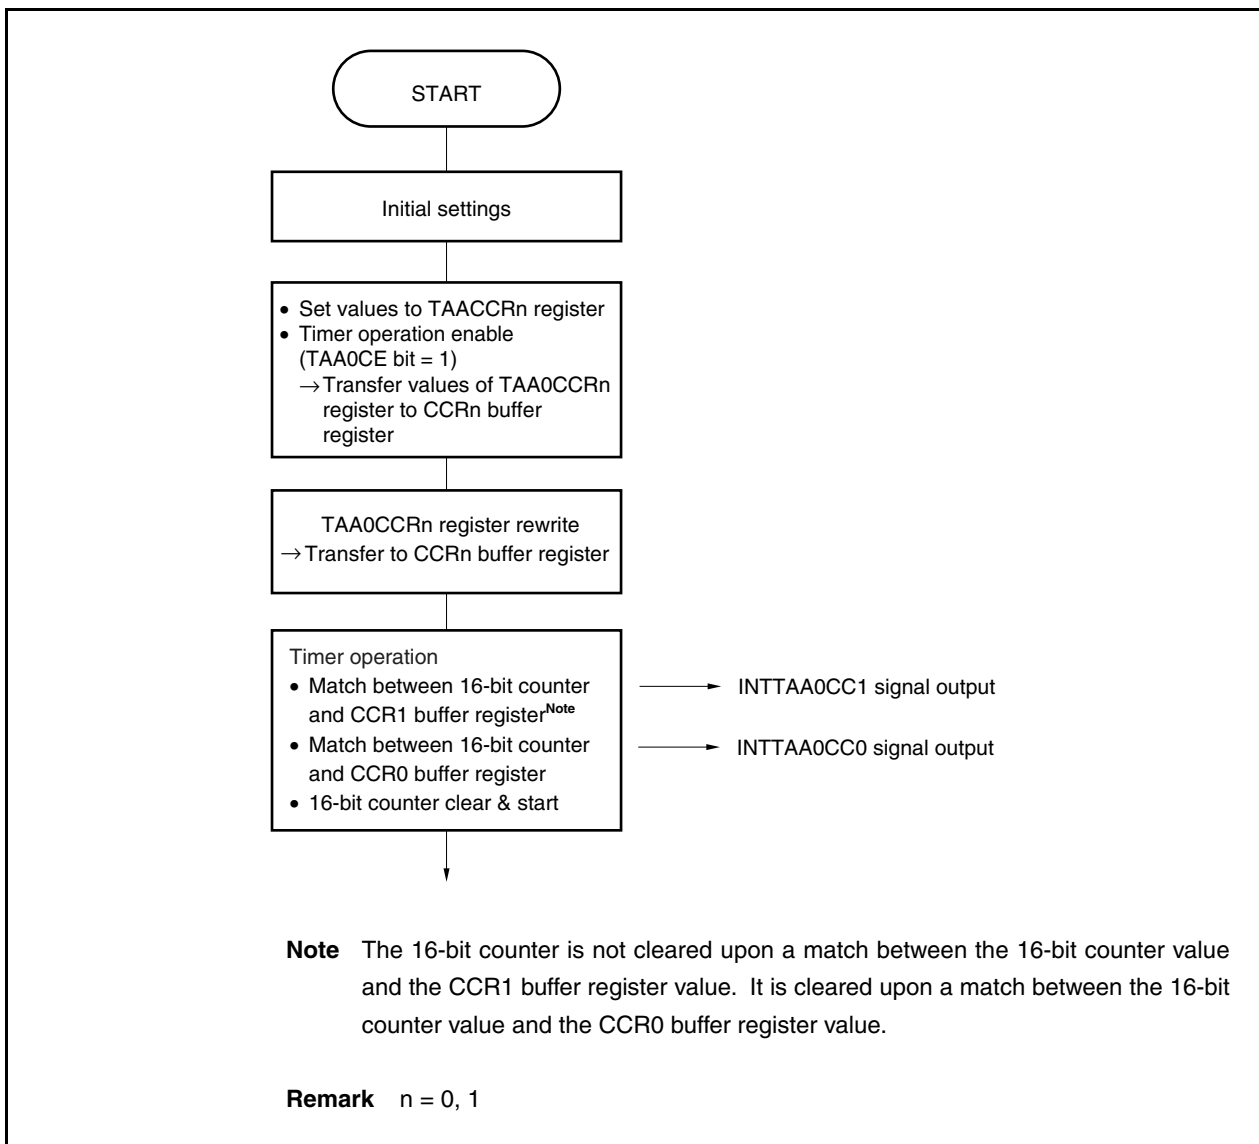 START
Initial settings
• Set values to TAACCRn register
• Timer operation enable
(TAA0CE bit = 1)
→ Transfer values of TAA0CCRn
register to CCRn buffer
register
TAA0CCRn register rewrite
→ Transfer to CCRn buffer register
Timer operation
• Match between 16-bit counter
and CCR1 buffer registerNote
• Match between 16-bit counter
and CCR0 buffer register
• 16-bit counter clear & start
INTTAA0CC1 signal output
INTTAA0CC0 signal output
Note The 16-bit counter is not cleared upon a match between the 16-bit counter value
and the CCR1 buffer register value. It is cleared upon a match between the 16-bit
counter value and the CCR0 buffer register value.
Remark n = 0, 1